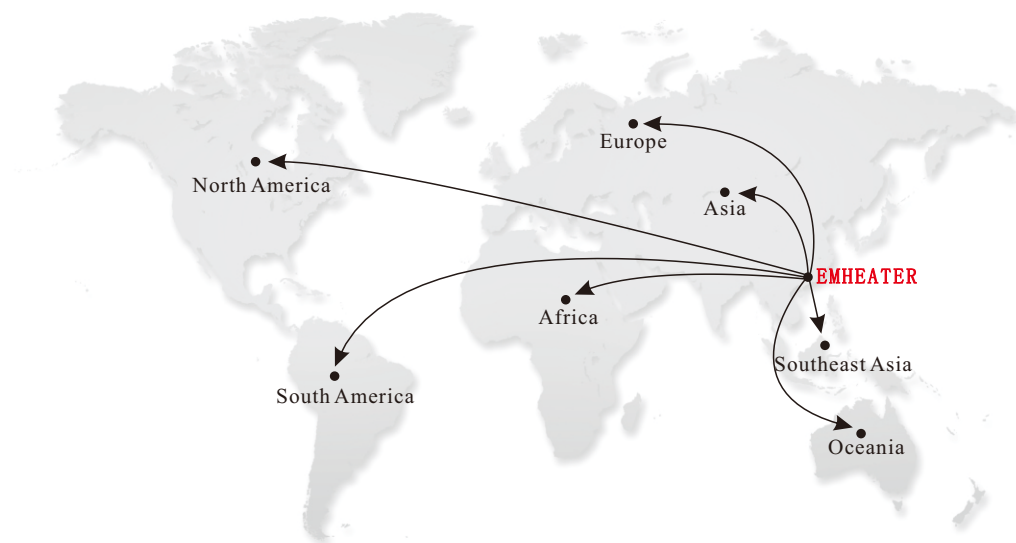 Europe
North America
Asia
EMHEATER
Africa
Southeast Asia
South America
Oceania